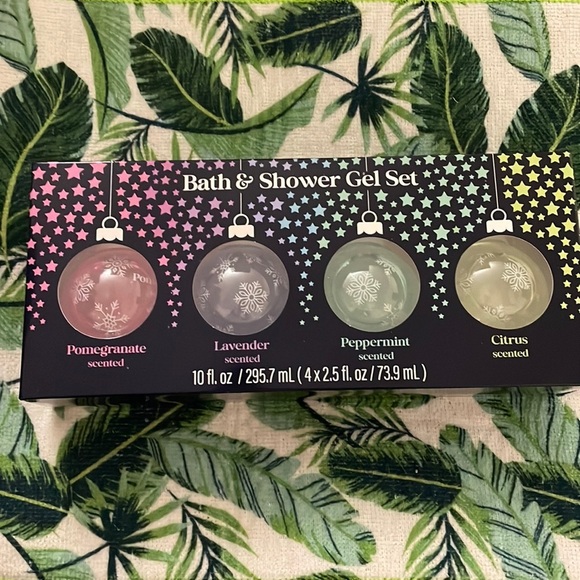 Bath & Shower Gel Set
Pomegranate
scented
Lavender
scented
Peppermint
scented
Citrus
scented
10 fl. oz / 295.7 mL ( 4 x 2.5 fl. oz / 73.9 mL )